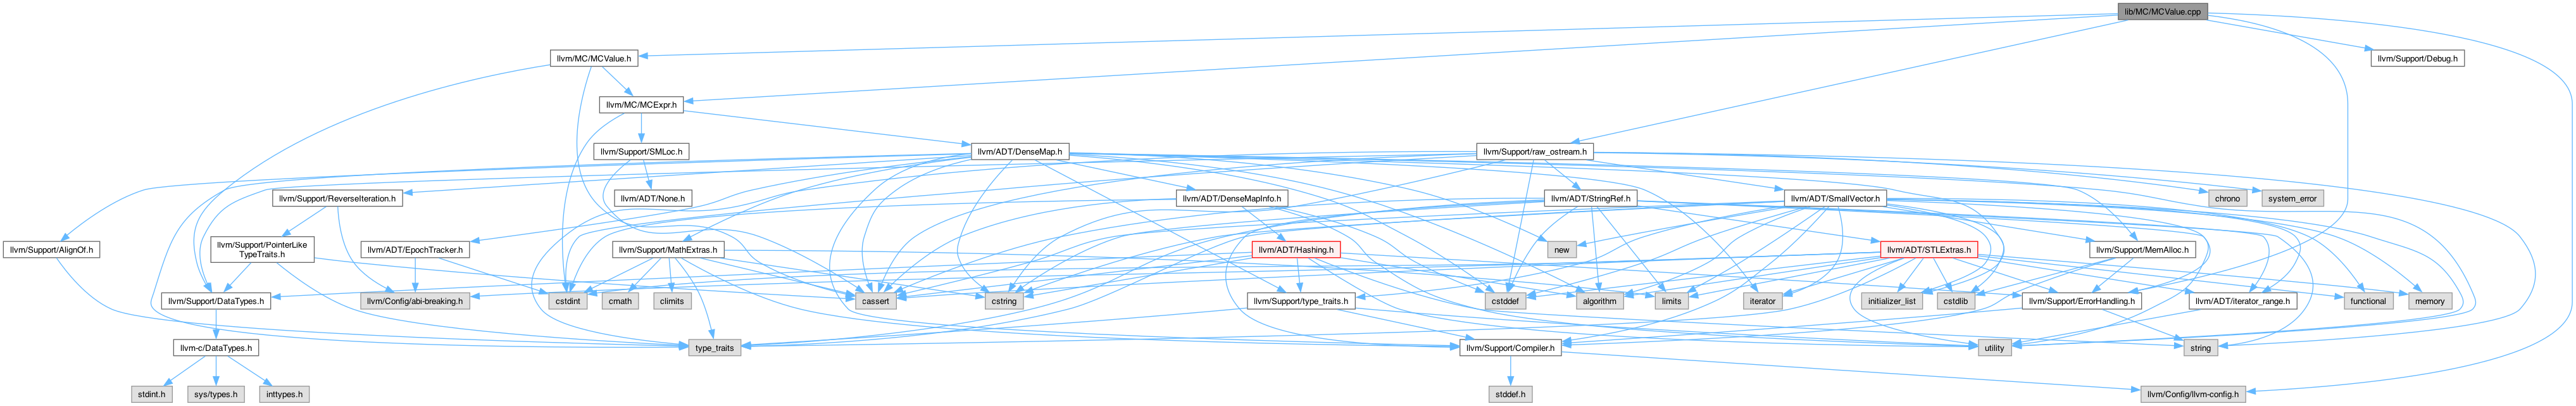 lib/MC/MCValue.cpp
llvm/MC/MCValue.h
llvm/Support/Debug.h
llvm/MC/MCExpr.h
llvm/Support/SMLoc.h
llvm/ADT/DenseMap.h
llvm/Support/raw_ostream.h
llvm/Support/ReverseIteration.h
llvm/ADT/None.h
llvm/ADT/DenseMapInfo.h
llvm/ADT/StringRef.h
llvm/ADT/SmallVector.h
chrono
system_error
llvm/Support/AlignOf.h
llvm/Support/PointerLike
TypeTraits.h
llvm/ADT/EpochTracker.h
llvm/Support/MathExtras.h
llvm/ADT/Hashing.h
new
llvm/ADT/STLExtras.h
llvm/Support/MemAlloc.h
llvm/Support/DataTypes.h
llvm/Config/abi-breaking.h
cstdint
cmath
climits
cassert
cstring
llvm/Support/type_traits.h
cstddef
algorithm
limits
iterator
initializer_list
cstdlib
llvm/Support/ErrorHandling.h
llvm/ADT/iterator_range.h
functional
memory
llvm-c/DataTypes.h
type_traits
llvm/Support/Compiler.h
utility
string
stdint.h
sys/types.h
inttypes.h
stddef.h
llvm/Config/llvm-config.h